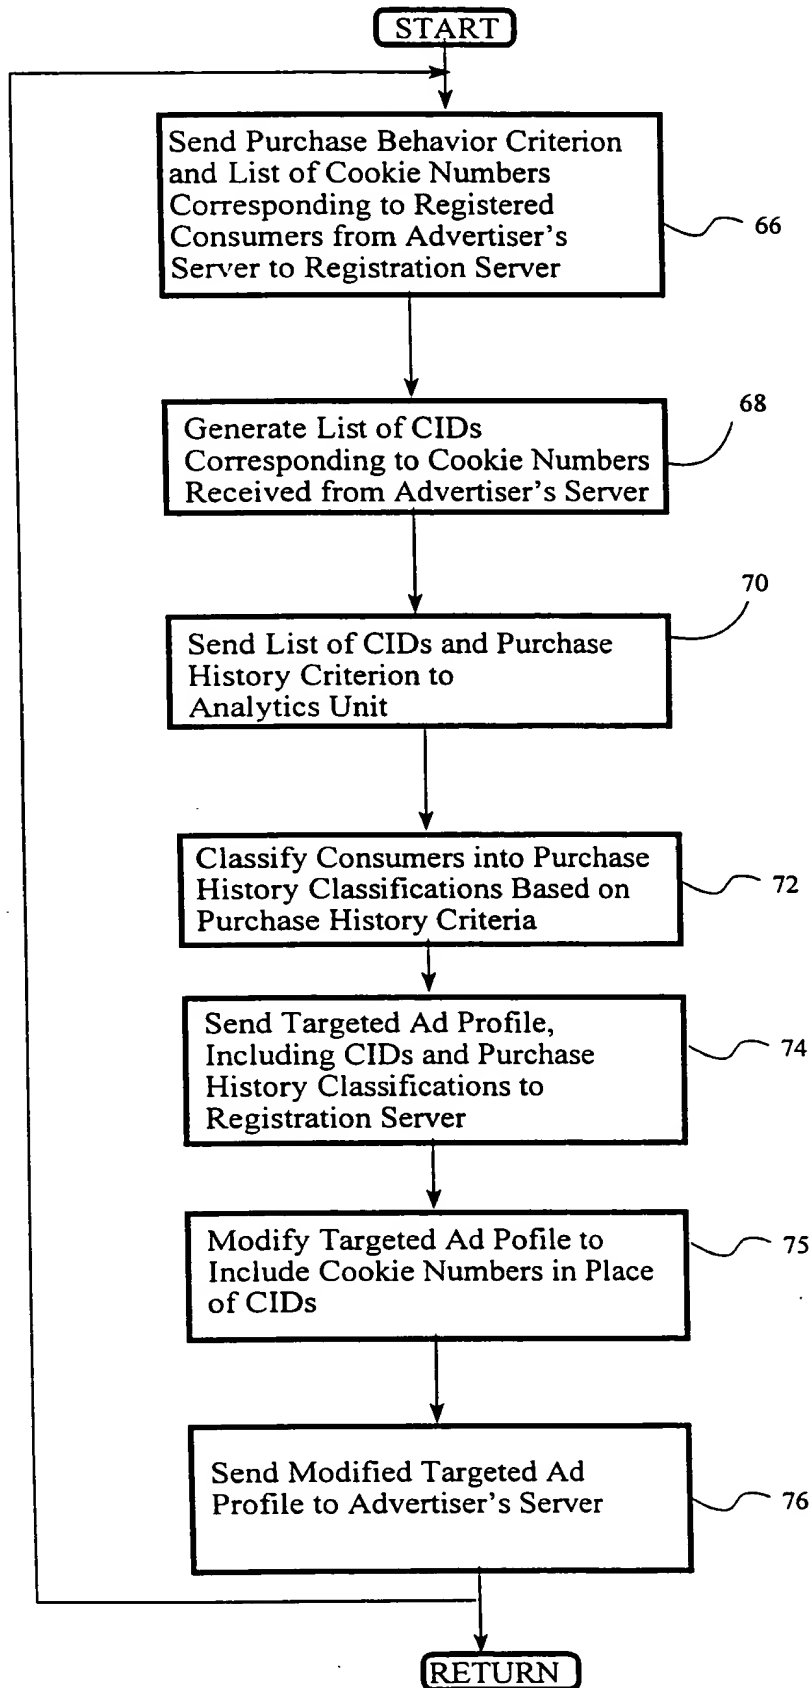 START
Send Purchase Behavior Criterion
and List of Cookie Numbers
Corresponding to Registered
Consumers from Advertiser's
Server to Registration Server
66
Generate List of CIDs
Corresponding to Cookie Numbers
Received from Advertiser's Server
68
Send List of CIDs and Purchase
History Criterion to
Analytics Unit
70
Classify Consumers into Purchase
History Classifications Based on
Purchase History Criteria
72
Send Targeted Ad Profile,
Including CIDs and Purchase
History Classifications to
Registration Server
74
Modify Targeted Ad Pofile to
Include Cookie Numbers in Place
of CIDs
75
Send Modified Targeted Ad
Profile to Advertiser's Server
76
RETURN